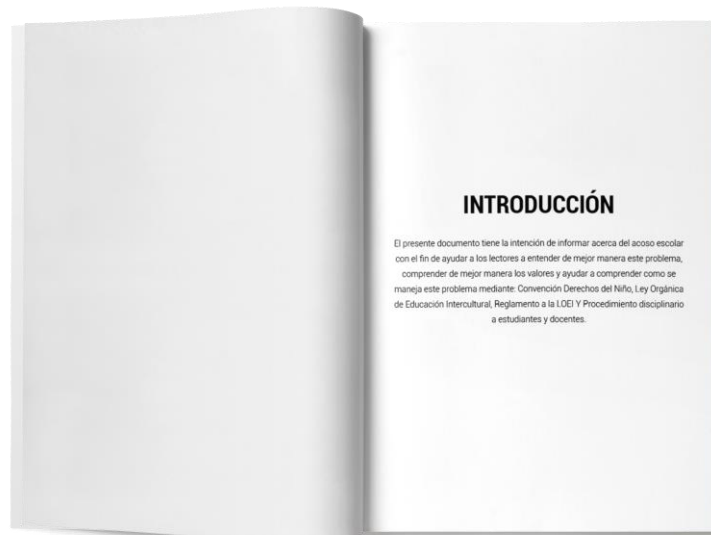 INTRODUCCIÓN
El presente documento tiene la intención de informar acerca del acoso escolar
con el fin de ayudar a los lectores a entender de mejor manera este problema,
comprender de mejor manera los valores y ayudar a comprender como se
maneja este problema mediante: Convención Derechos del Niño, Ley Orgánica
de Educación Intercultural, Reglamento a la LOEI Y Procedimiento disciplinario
a estudiantes y docentes.